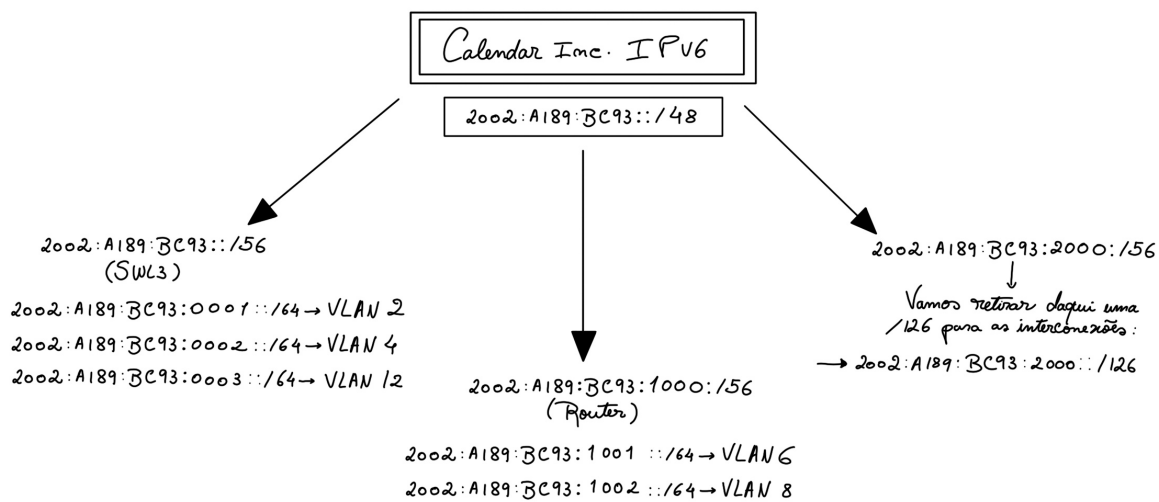 Calendar Inc. IPV6
2002:A189:BC93::/48
2002:A189:BC93::/56
(SWL3)
2002:A189:BC93:0001::/64→VLAN 2
2002:A189:BC93:0002::/64→VLAN 4
2002:A189:BC93:0003::/64→VLAN 12
2002:A189:BC93:1000:/56
(Router)
2002:A189:BC93:1001 ::/64→VLAN 6
2002:A189:BC93:1002 ::/64→VLAN 8
2002:A189:BC93:2000:/56
Vamos retirar daqui uma
/126 para as interconexões:
→2002:A189:BC93:2000::/126